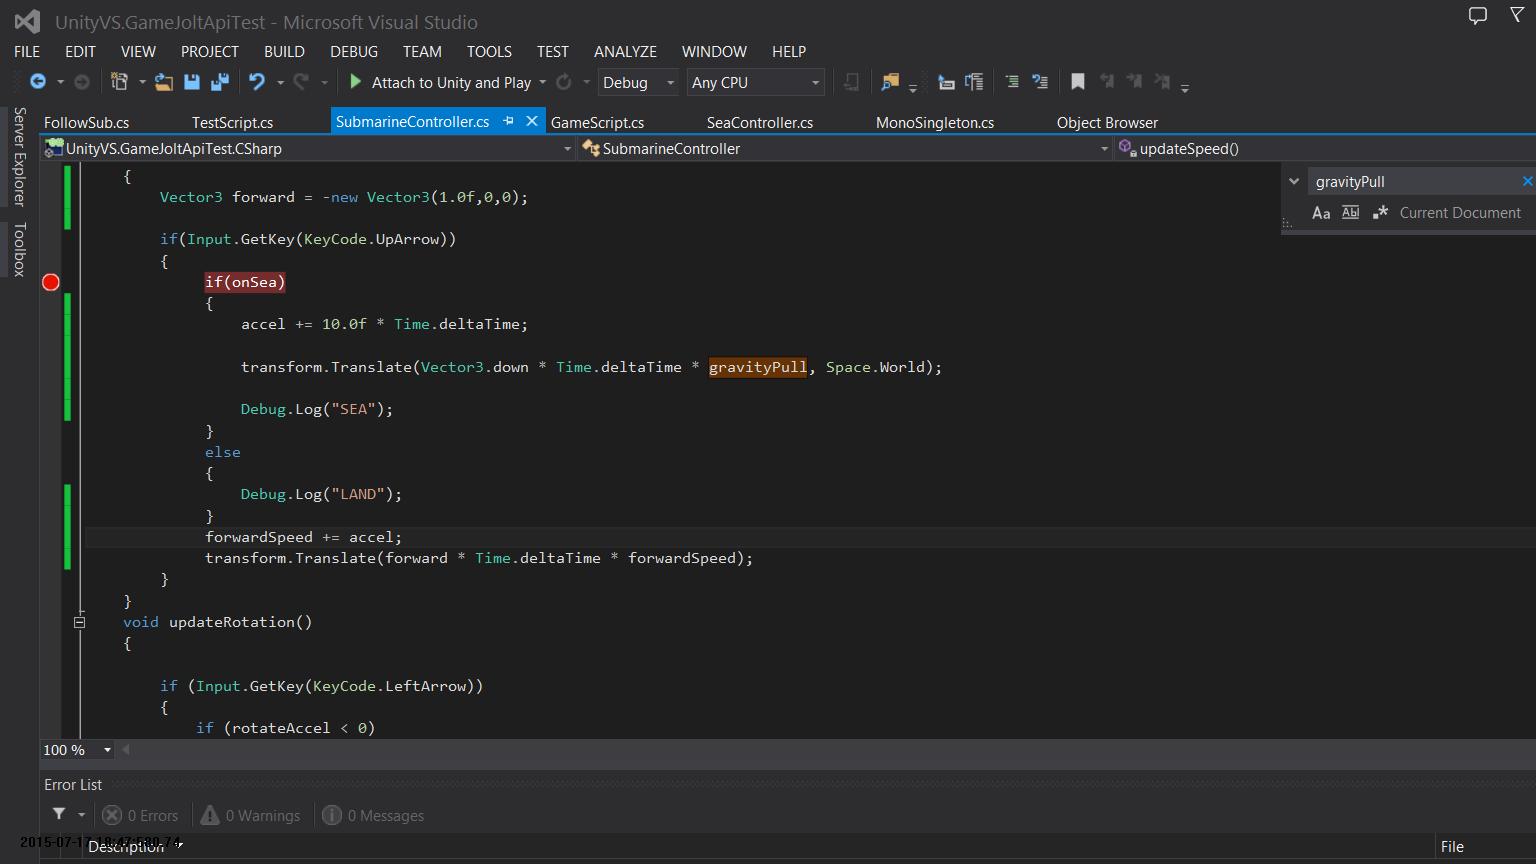 UnityVS.GameJoltApiTest - Microsoft Visual Studio
FILE EDIT VIEW PROJECT BUILD DEBUG TEAM TOOLS TEST ANALYZE WINDOW HELP
Attach to Unity and Play Debug Any CPU
Server Explorer
Toolbox
FollowSub.cs TestScript.cs SubmarineController.cs GameScript.cs SeaController.cs MonoSingleton.cs Object Browser
UnityVS.GameJoltApiTest.CSharp SubmarineController updateSpeed()
gravityPull
Aa Abl Current Document
{
Vector3 forward = -new Vector3(1.0f,0,0);
if(Input.GetKey(KeyCode.UpArrow))
{
if(onSea)
{
accel += 10.0f * Time.deltaTime;
transform.Translate(Vector3.down * Time.deltaTime * gravityPull, Space.World);
Debug.Log("SEA");
}
else
{
Debug.Log("LAND");
}
forwardSpeed += accel;
transform.Translate(forward * Time.deltaTime * forwardSpeed);
}
}
void updateRotation()
{
if (Input.GetKey(KeyCode.LeftArrow))
{
if (rotateAccel < 0)
100 %
Error List
0 Errors 0 Warnings 0 Messages
Description File